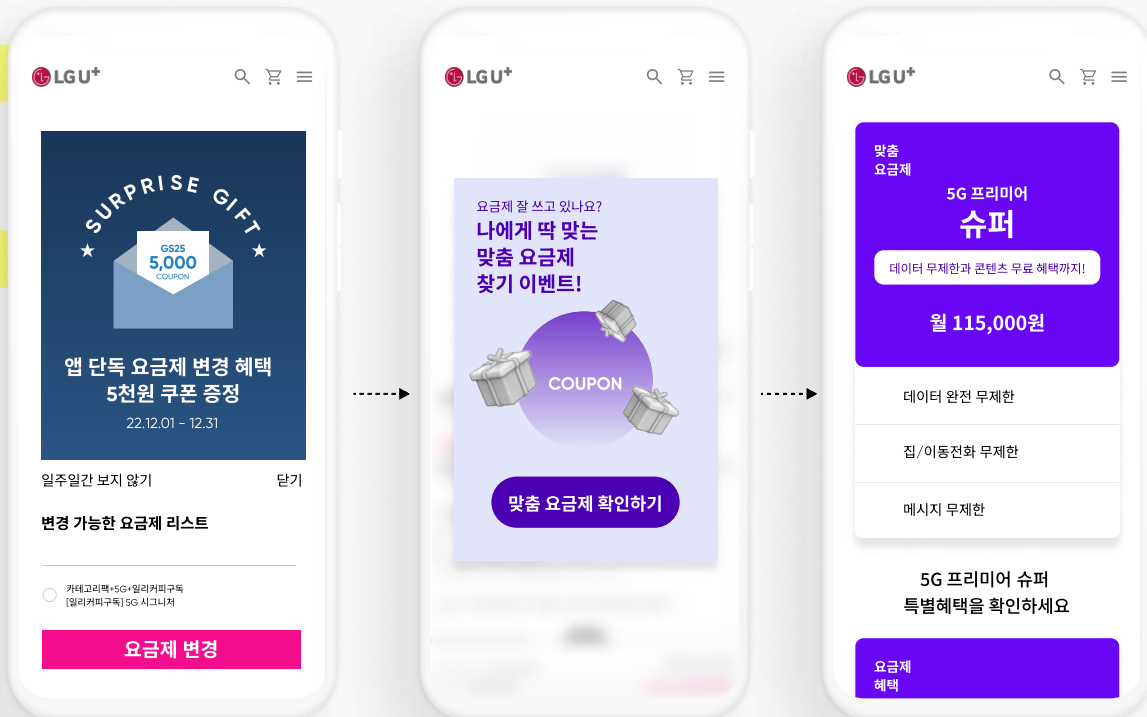 LG U+
SURPRISE GIFT
GS25
5,000
COUPON
앱 단독 요금제 변경 혜택
5천원 쿠폰 증정
22.12.01 - 12.31
일주일간 보지 않기
닫기
변경 가능한 요금제 리스트
카테고리팩+5G+일리커피구독
[일리커피구독] 5G 시그니처
요금제 변경
LG U+
요금제 잘 쓰고 있나요?
나에게 딱 맞는
맞춤 요금제
찾기 이벤트!
COUPON
맞춤 요금제 확인하기
LG U+
맞춤
요금제
5G 프리미어
슈퍼
데이터 무제한과 콘텐츠 무료 혜택까지!
월 115,000원
데이터 완전 무제한
집/이동전화 무제한
메시지 무제한
5G 프리미어 슈퍼
특별혜택을 확인하세요
요금제
혜택